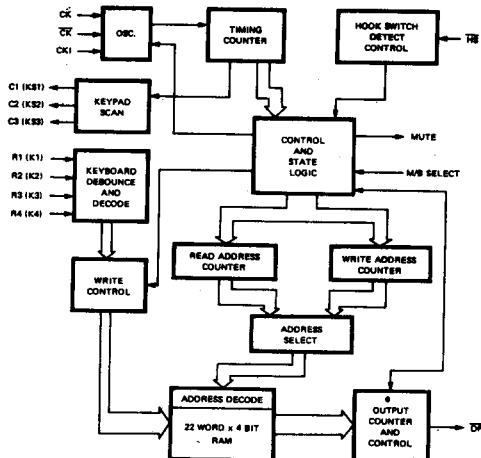 CK
CK
CKI
OSC.
TIMING
COUNTER
HOOK SWITCH
DETECT
CONTROL
HS
C1 (KS1)
C2 (KS2)
C3 (KS3)
KEYPAD
SCAN
CONTROL
AND
STATE
LOGIC
MUTE
M/B SELECT
R1 (K1)
R2 (K2)
R3 (K3)
R4 (K4)
KEYBOARD
DEBOUNCE
AND
DECODE
WRITE
CONTROL
READ ADDRESS
COUNTER
WRITE ADDRESS
COUNTER
ADDRESS
SELECT
ADDRESS DECODE
22 WORD x 4 BIT
RAM
OUTPUT
COUNTER
AND
CONTROL